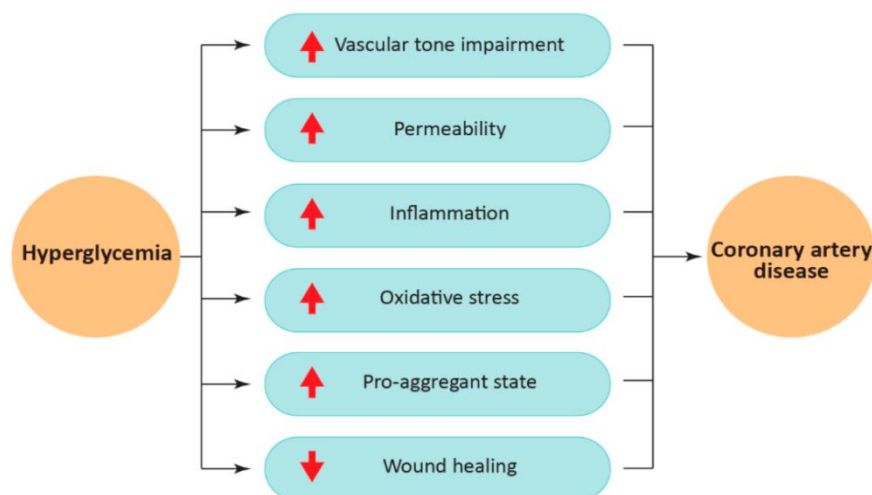 Vascular tone impairment
Permeability
Inflammation
Hyperglycemia
Coronary artery
disease
Oxidative stress
Pro-aggregant state
Wound healing